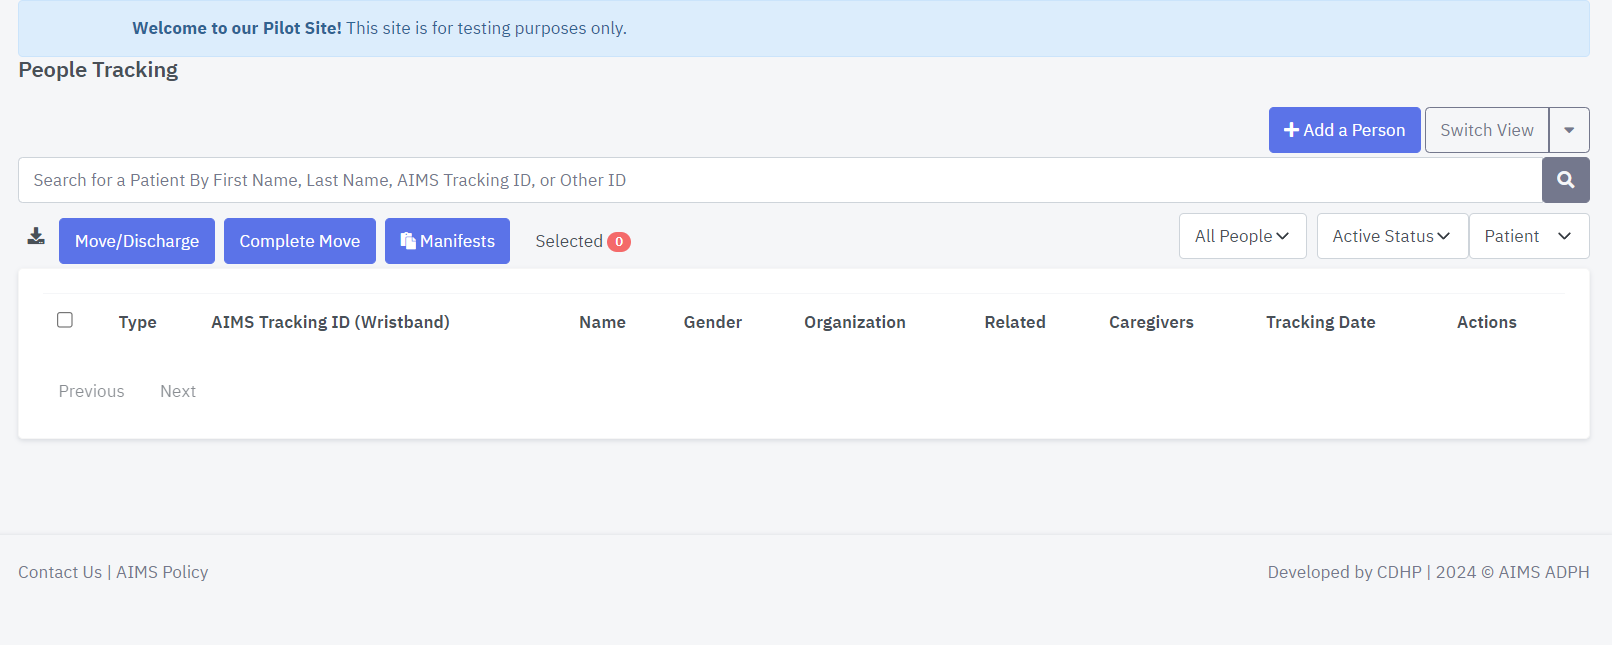 Welcome to our Pilot Site! This site is for testing purposes only.
People Tracking
Add a Person Switch View
Search for a Patient By First Name, Last Name, AIMS Tracking ID, or Other ID
Move/Discharge Complete Move Manifests Selected 0 All People Active Status Patient
Type AIMS Tracking ID (Wristband) Name Gender Organization Related Caregivers Tracking Date Actions
Previous Next
Contact Us | AIMS Policy Developed by CDHP | 2024 © AIMS ADPH